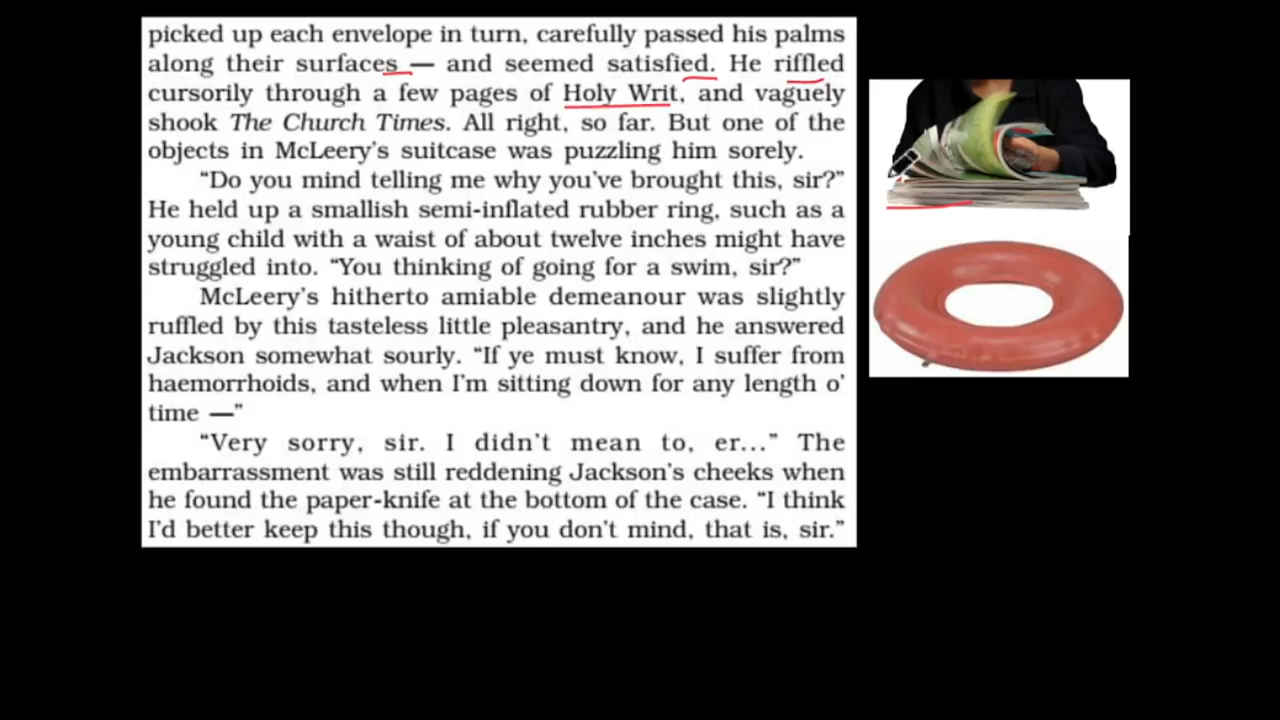 picked up each envelope in turn, carefully passed his palms
along their surfaces — and seemed satisfied. He riffled
cursorily through a few pages of Holy Writ, and vaguely
shook The Church Times. All right, so far. But one of the
objects in McLeery's suitcase was puzzling him sorely.
“Do you mind telling me why you've brought this, sir?”
He held up a smallish semi-inflated rubber ring, such as a
young child with a waist of about twelve inches might have
struggled into. “You thinking of going for a swim, sir?”
McLeery's hitherto amiable demeanour was slightly
ruffled by this tasteless little pleasantry, and he answered
Jackson somewhat sourly. “If ye must know, I suffer from
haemorrhoids, and when I'm sitting down for any length o'
time —”
“Very sorry, sir. I didn't mean to, er...” The
embarrassment was still reddening Jackson's cheeks when
he found the paper-knife at the bottom of the case. “I think
I'd better keep this though, if you don't mind, that is, sir.”